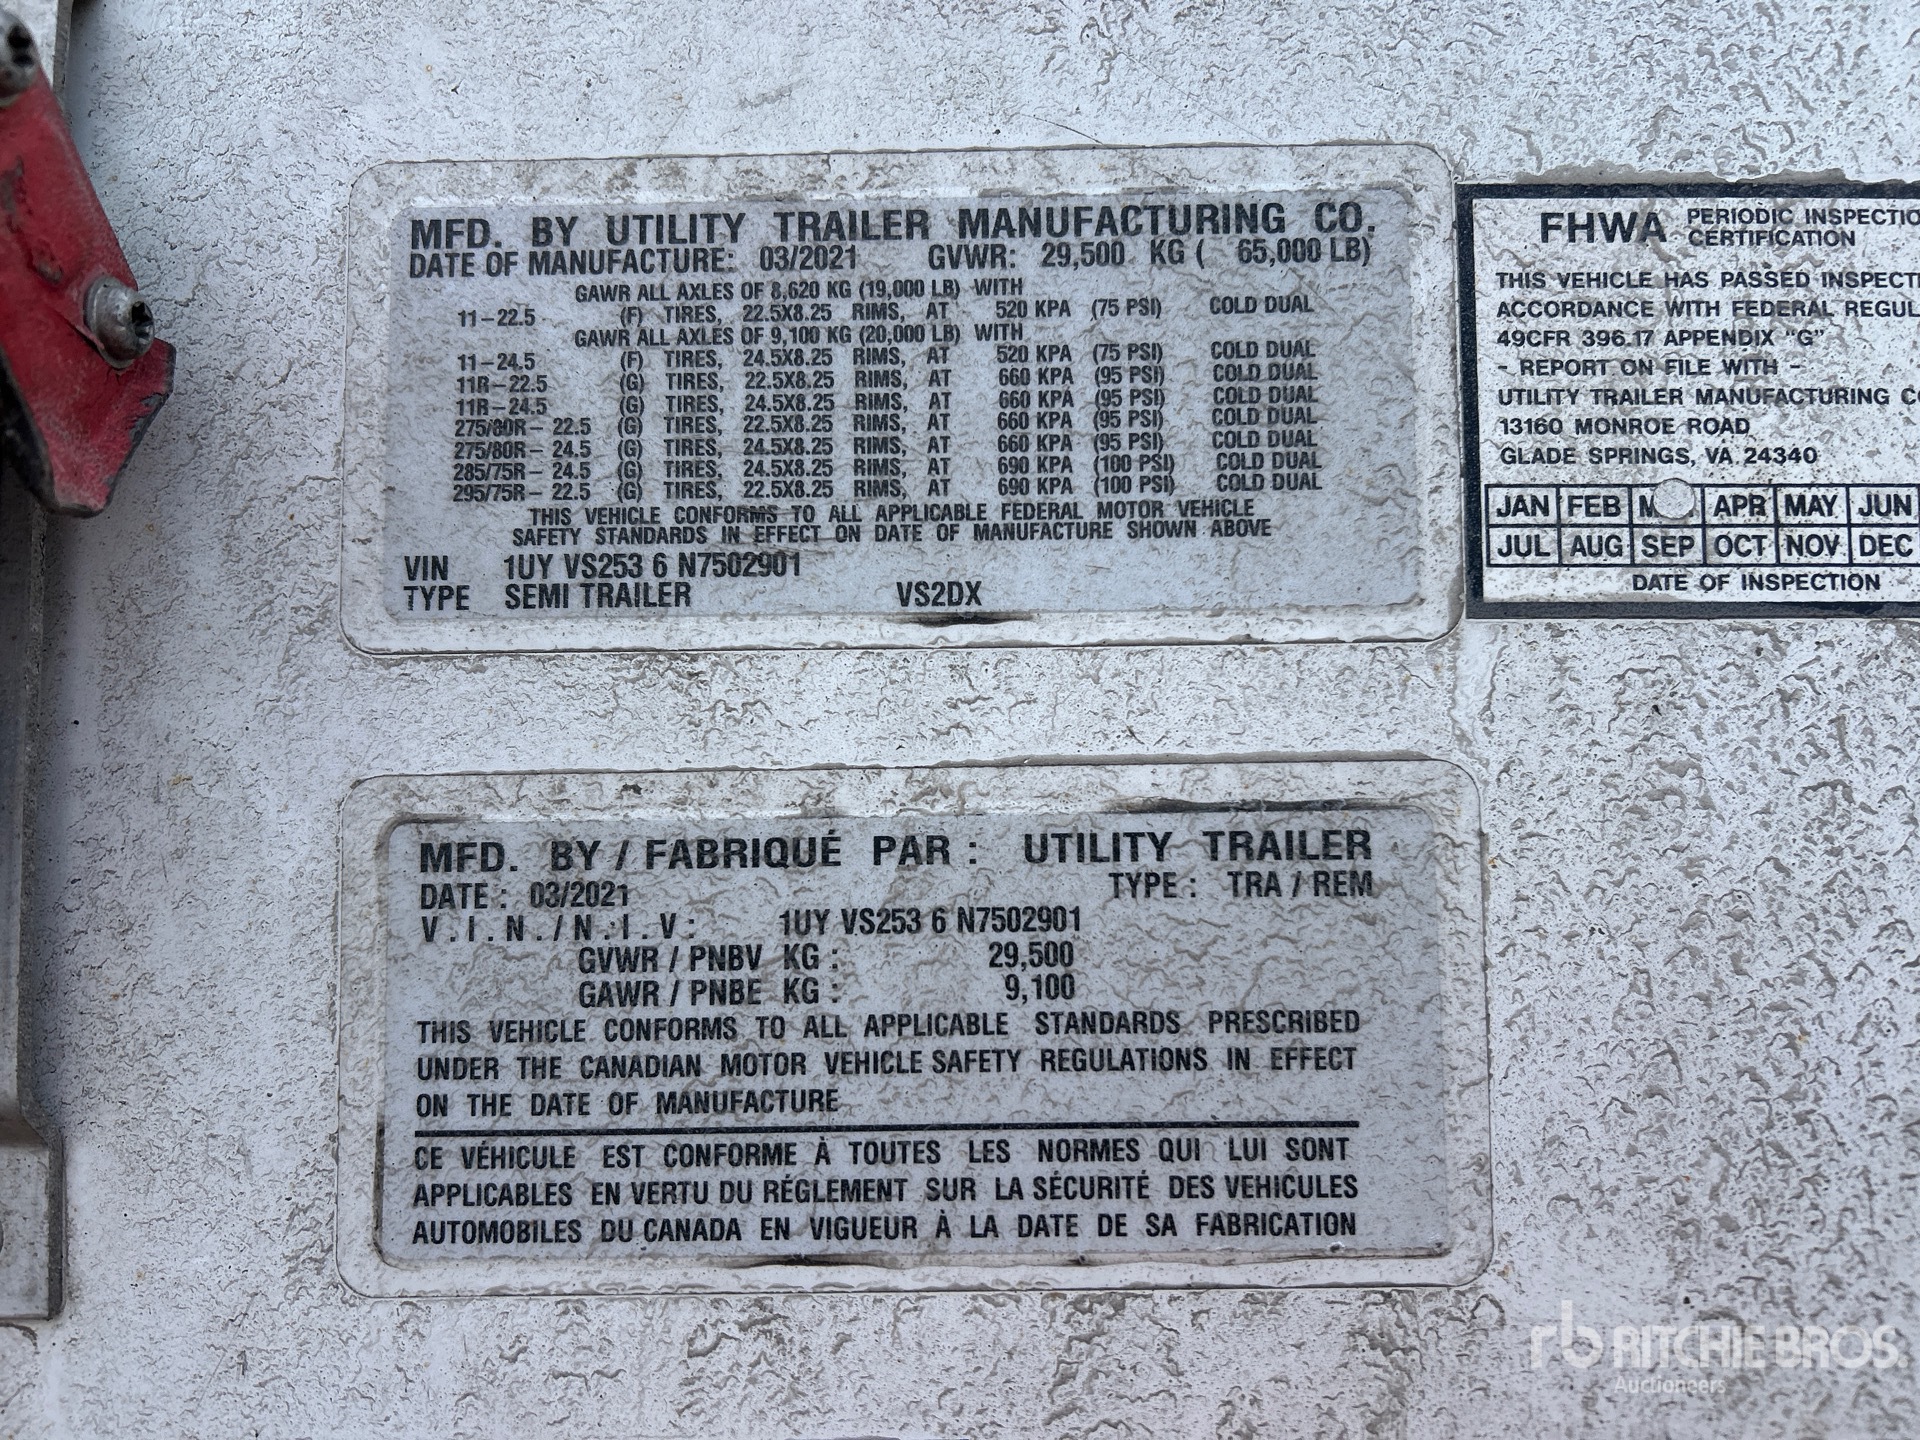 MFD. BY UTILITY TRAILER MANUFACTURING CO.
DATE OF MANUFACTURE: 03/2021 GVWR: 29,500 KG ( 65,000 LB)
GAWR ALL AXLES OF 8,620 KG (19,000 LB) WITH
11-22.5 (F) TIRES, 22.5X8.25 RIMS, AT 520 KPA (75 PSI) COLD DUAL
GAWR ALL AXLES OF 9,100 KG (20,000 LB) WITH
11-24.5 (F) TIRES, 24.5X8.25 RIMS, AT 520 KPA (75 PSI) COLD DUAL
11R-22.5 (G) TIRES, 22.5X8.25 RIMS, AT 660 KPA (95 PSI) COLD DUAL
11R-24.5 (G) TIRES, 24.5X8.25 RIMS, AT 660 KPA (95 PSI) COLD DUAL
275/80R-22.5 (G) TIRES, 22.5X8.25 RIMS, AT 660 KPA (95 PSI) COLD DUAL
275/80R-24.5 (G) TIRES, 24.5X8.25 RIMS, AT 660 KPA (95 PSI) COLD DUAL
285/75R-24.5 (G) TIRES, 24.5X8.25 RIMS, AT 690 KPA (100 PSI) COLD DUAL
295/75R-22.5 (G) TIRES, 22.5X8.25 RIMS, AT 690 KPA (100 PSI) COLD DUAL
THIS VEHICLE CONFORMS TO ALL APPLICABLE FEDERAL MOTOR VEHICLE
SAFETY STANDARDS IN EFFECT ON DATE OF MANUFACTURE SHOWN ABOVE
VIN 1UY VS253 6 N7502901
TYPE SEMI TRAILER VS2DX
FHWA PERIODIC INSPECTIO
CERTIFICATION
THIS VEHICLE HAS PASSED INSPECTI
ACCORDANCE WITH FEDERAL REGUL
49CFR 396.17 APPENDIX "G"
- REPORT ON FILE WITH -
UTILITY TRAILER MANUFACTURING C
13160 MONROE ROAD
GLADE SPRINGS, VA 24340
JAN FEB M APR MAY JUN
JUL AUG SEP OCT NOV DEC
DATE OF INSPECTION
MFD. BY / FABRIQUÉ PAR : UTILITY TRAILER
DATE : 03/2021 TYPE : TRA / REM
V.I.N./N.I.V: 1UY VS253 6 N7502901
GVWR / PNBV KG : 29,500
GAWR / PNBE KG : 9,100
THIS VEHICLE CONFORMS TO ALL APPLICABLE STANDARDS PRESCRIBED
UNDER THE CANADIAN MOTOR VEHICLE SAFETY REGULATIONS IN EFFECT
ON THE DATE OF MANUFACTURE
CE VÉHICULE EST CONFORME À TOUTES LES NORMES QUI LUI SONT
APPLICABLES EN VERTU DU RÉGLEMENT SUR LA SÉCURITÉ DES VEHICULES
AUTOMOBILES DU CANADA EN VIGUEUR À LA DATE DE SA FABRICATION
rb RITCHIE BROS.
Auctioneers